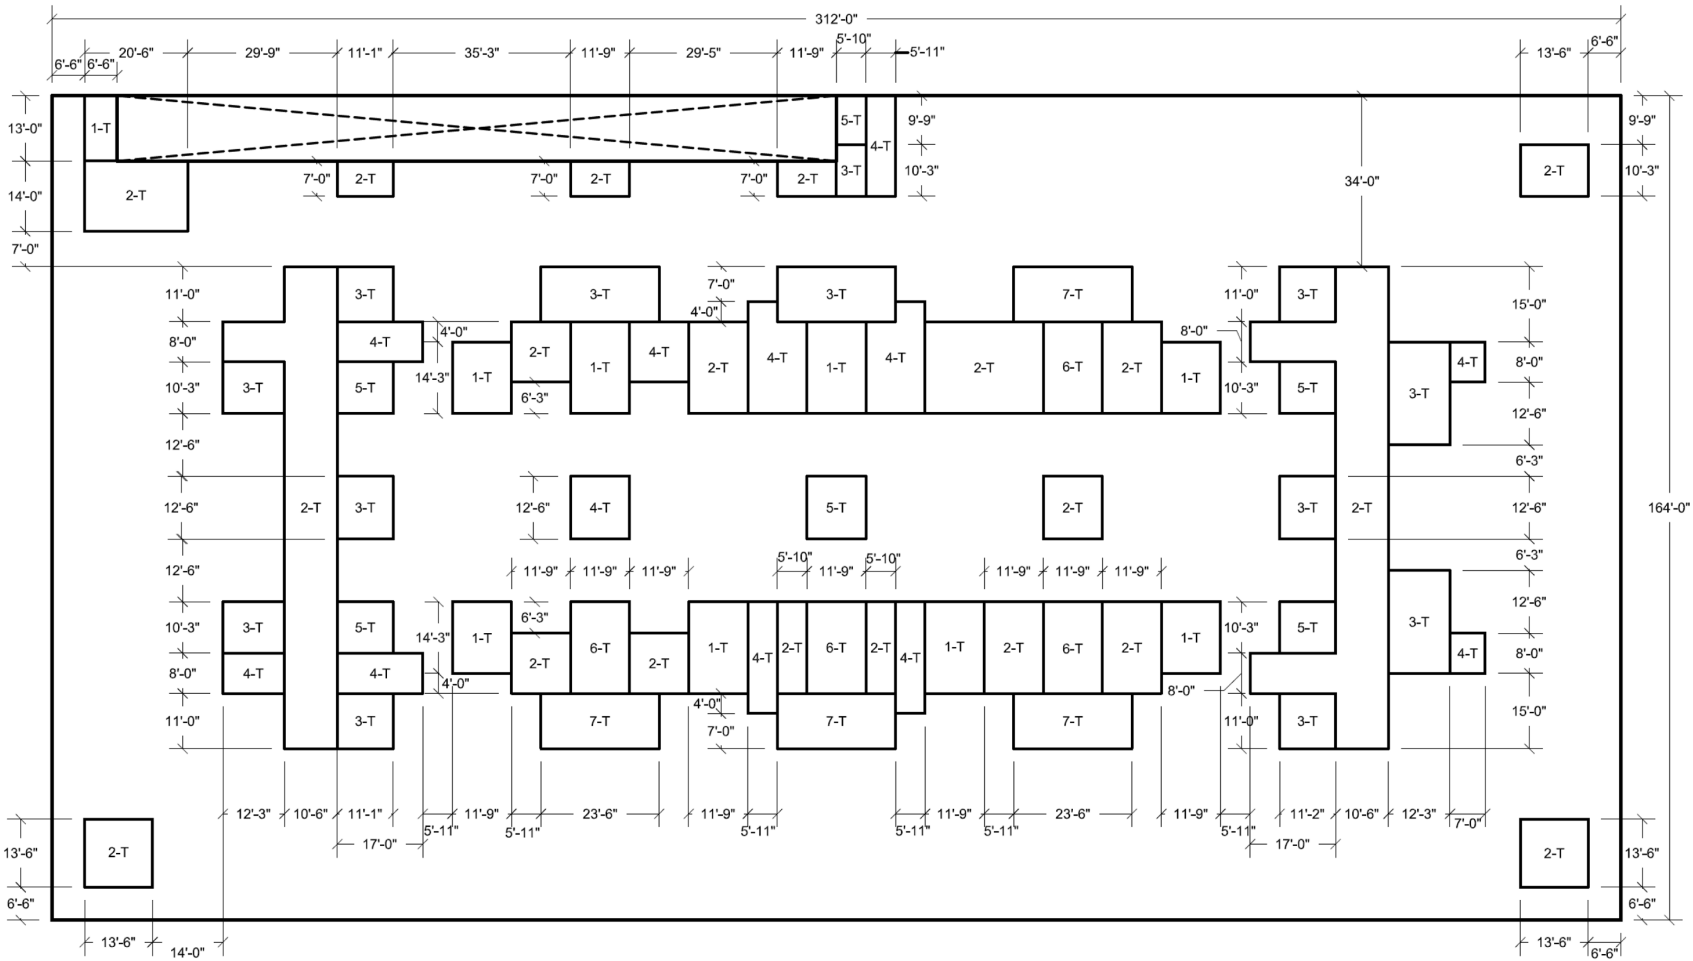 312'-0"
5'-10"
6'-6"
20'-6" 29'-9" 11'-1" 35'-3" 11'-9" 29'-5" 11'-9" 5'-11" 13'-6"
6'-6" 6'-6"
9'-9" 5-T 9'-9"
13'-0" 1-T
4-T
7'-0" 2-T 7'-0" 2-T 7'-0" 2-T 3-T 10'-3" 2-T 10'-3"
34'-0"
14'-0" 2-T
7'-0"
7'-0"
11'-0" 3-T 3-T 3-T 7-T 11'-0" 3-T 15'-0"
4'-0"
4'-0" 8'-0"
8'-0" 4-T
2-T 4-T 4-T 4-T 4-T 8'-0"
1-T 2-T 1-T 2-T 6-T 2-T
14'-3" 1-T 1-T
3-T 5-T 10'-3" 5-T 3-T
10'-3"
6'-3"
12'-6"
12'-6"
6'-3"
12'-6" 2-T 3-T 12'-6" 4-T 5-T 2-T 3-T 2-T 12'-6" 164'-0"
5'-10" 5'-10"
6'-3"
12'-6" 11'-9" 11'-9" 11'-9" 11'-9" 11'-9" 11'-9" 11'-9"
12'-6"
6'-3"
10'-3" 3-T 5-T 14'-3" 1-T 1-T 10'-3" 5-T 3-T
6-T 1-T 2-T 6-T 2-T 1-T 2-T 6-T 2-T
2-T 2-T 4-T 4-T 8'-0" 4-T
8'-0" 4-T 4-T
4'-0" 8'-0"
4'-0"
11'-0" 3-T 7-T 7-T 7-T 11'-0" 3-T 15'-0"
7'-0"
12'-3" 10'-6" 11'-1" 11'-9" 23'-6" 11'-9" 11'-9" 23'-6" 11'-9" 11'-2" 10'-6" 12'-3"
7'-0"
5'-11" 5'-11" 5'-11" 5'-11" 5'-11" 5'-11"
17'-0" 17'-0"
13'-6" 2-T 2-T 13'-6"
6'-6" 6'-6"
13'-6" 13'-6"
14'-0" 6'-6"